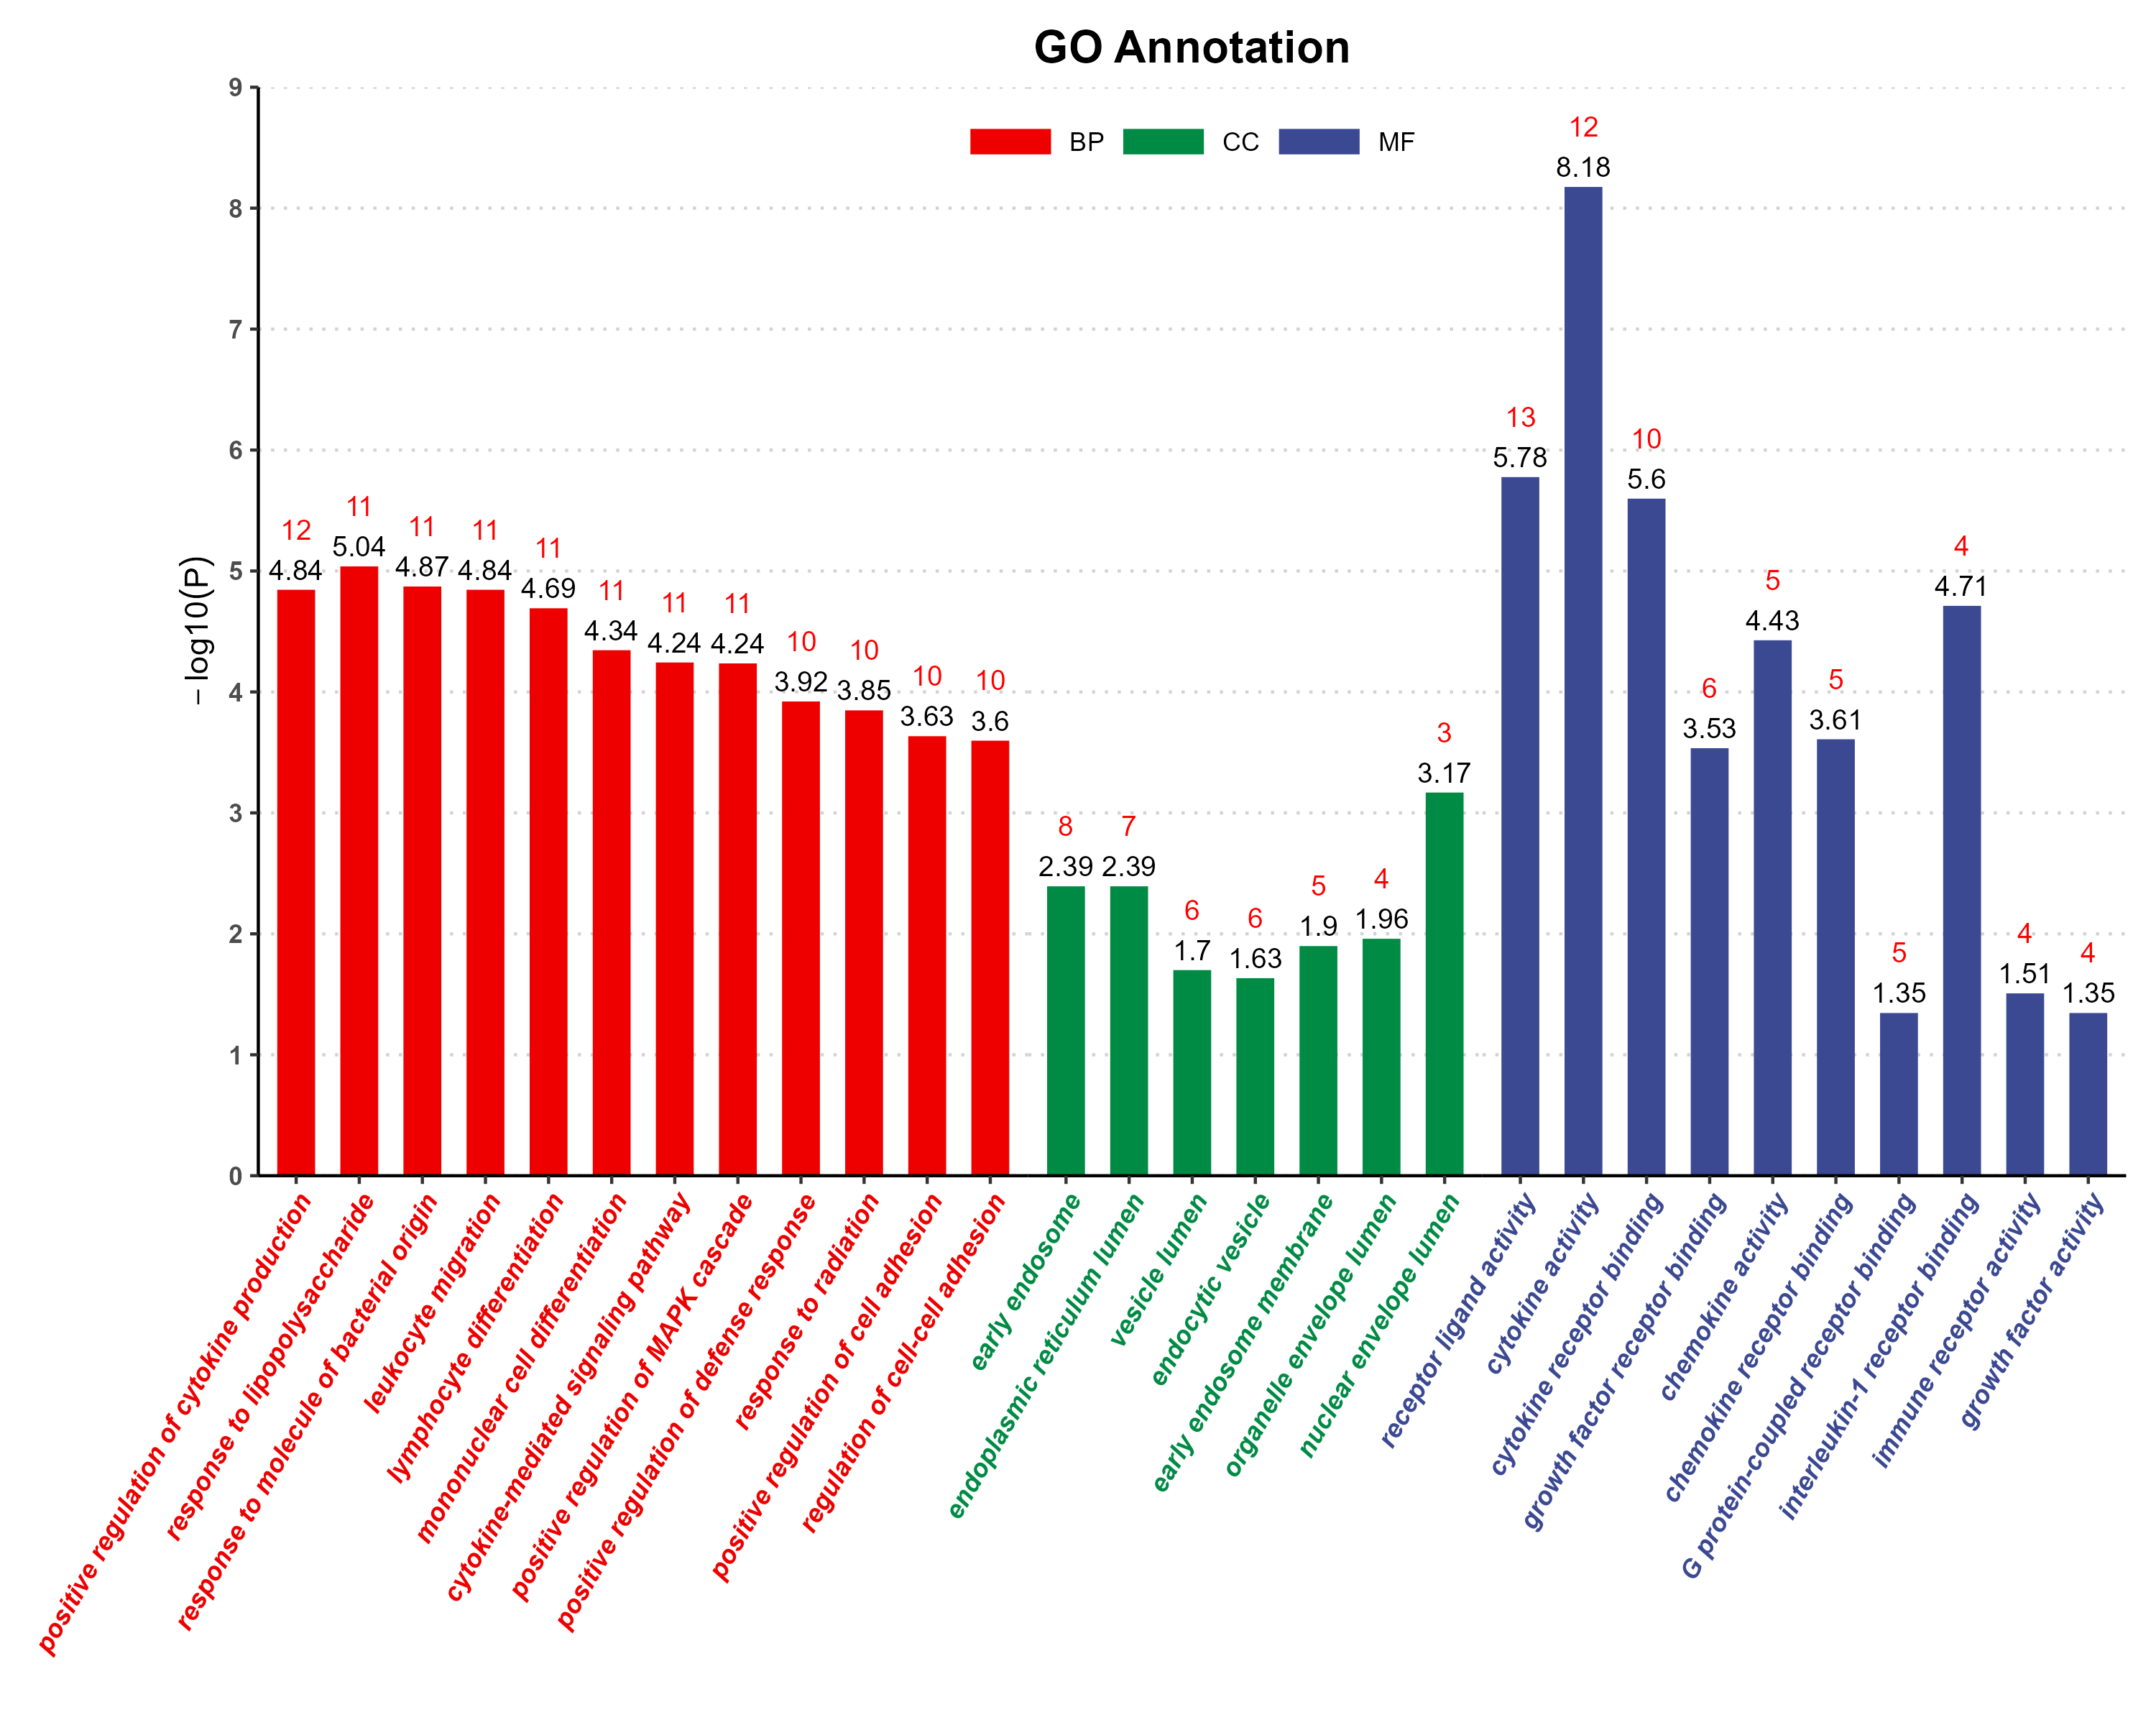 GO Annotation
BP
CC
MF
– log10(P)
9
8
7
6
5
4
3
2
1
0
12
4.84
11
5.04
11
4.87
11
4.84
11
4.69
11
4.34
11
4.24
11
4.24
10
3.92
10
3.85
10
3.63
10
3.6
8
2.39
7
2.39
6
1.7
6
1.63
5
1.9
4
1.96
3
3.17
13
5.78
12
8.18
10
5.6
6
3.53
5
4.43
5
3.61
5
1.35
4
4.71
4
1.51
4
1.35
positive regulation of cytokine production
response to lipopolysaccharide
response to molecule of bacterial origin
leukocyte migration
lymphocyte differentiation
mononuclear cell differentiation
cytokine-mediated signaling pathway
positive regulation of MAPK cascade
positive regulation of defense response
response to radiation
positive regulation of cell adhesion
regulation of cell-cell adhesion
early endosome
endoplasmic reticulum lumen
vesicle lumen
endocytic vesicle
early endosome membrane
organelle envelope lumen
nuclear envelope lumen
receptor ligand activity
cytokine activity
cytokine receptor binding
growth factor receptor binding
chemokine activity
chemokine receptor binding
G protein-coupled receptor binding
interleukin-1 receptor binding
immune receptor activity
growth factor activity